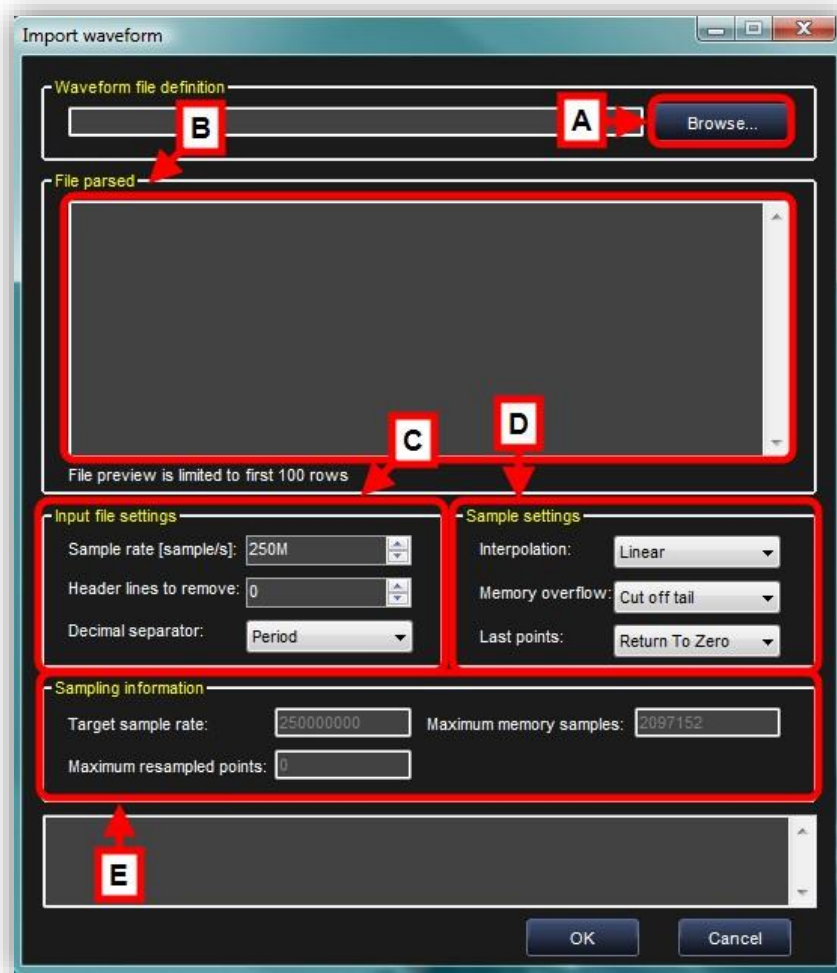 Import waveform
Waveform file definition
B
A
Browse...
File parsed
C
D
File preview is limited to first 100 rows
Input file settings
Sample rate [sample/s]: 250M
Header lines to remove: 0
Decimal separator: Period
Sample settings
Interpolation: Linear
Memory overflow: Cut off tail
Last points: Return To Zero
Sampling information
Target sample rate: 250000000 Maximum memory samples: 2097152
Maximum resampled points: 0
E
OK Cancel